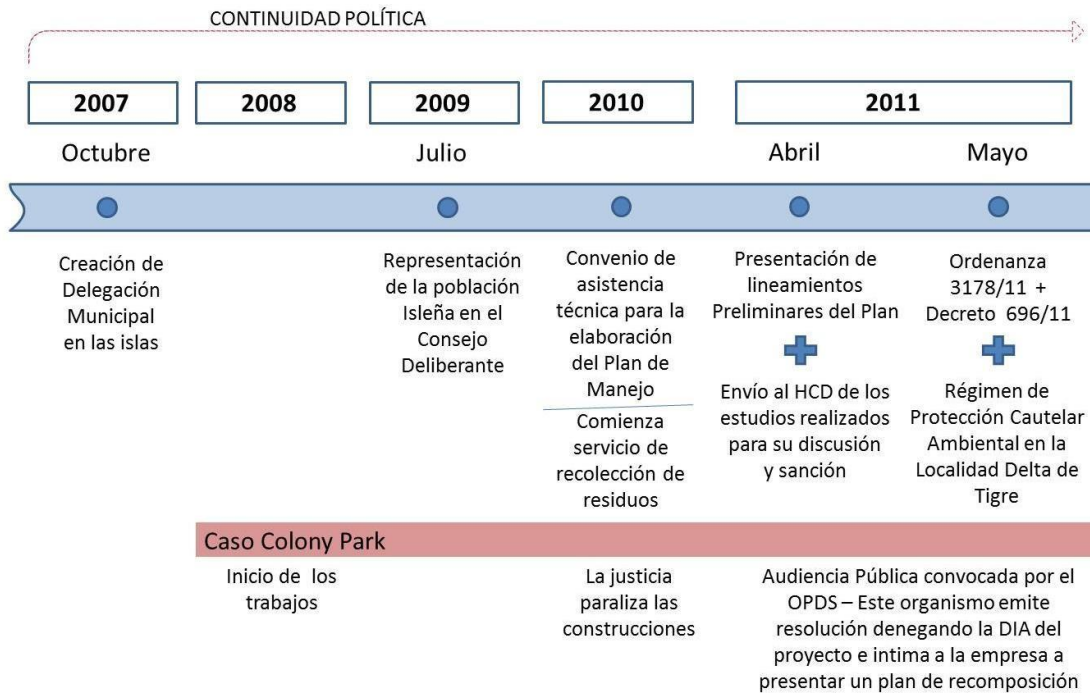 CONTINUIDAD POLÍTICA
2007
2008
2009
2010
2011
Octubre
Julio
Abril
Mayo
Creación de
Delegación
Municipal
en las islas
Representación
de la población
Isleña en el
Consejo
Deliberante
Convenio de
asistencia
técnica para la
elaboración
del Plan de
Manejo
Comienza
servicio de
recolección de
residuos
Presentación de
lineamientos
Preliminares del Plan
Envío al HCD de los
estudios realizados
para su discusión
y sanción
Ordenanza
3178/11 +
Decreto 696/11
Régimen de
Protección Cautelar
Ambiental en la
Localidad Delta de
Tigre
Caso Colony Park
Inicio de los
trabajos
La justicia
paraliza las
construcciones
Audiencia Pública convocada por el
OPDS – Este organismo emite
resolución denegando la DIA del
proyecto e intima a la empresa a
presentar un plan de recomposición